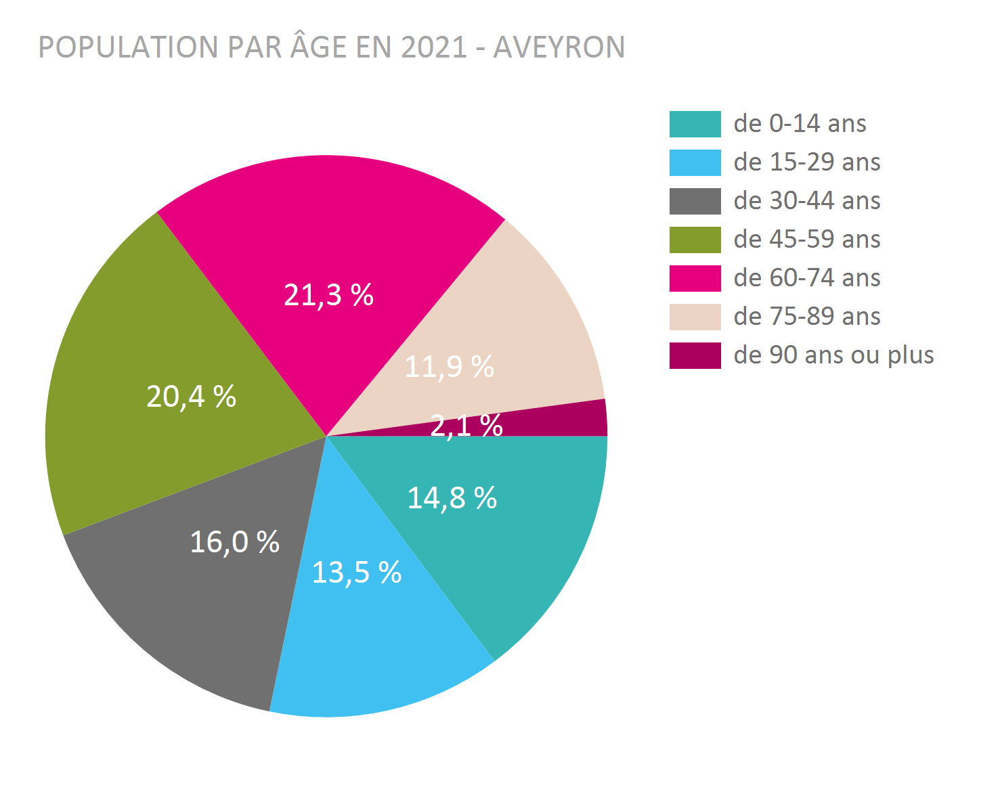 POPULATION PAR ÂGE EN 2021 - AVEYRON
de 0-14 ans
de 15-29 ans
de 30-44 ans
de 45-59 ans
de 60-74 ans
de 75-89 ans
de 90 ans ou plus
21,3 %
11,9 %
20,4 %
2,1 %
14,8 %
16,0 %
13,5 %